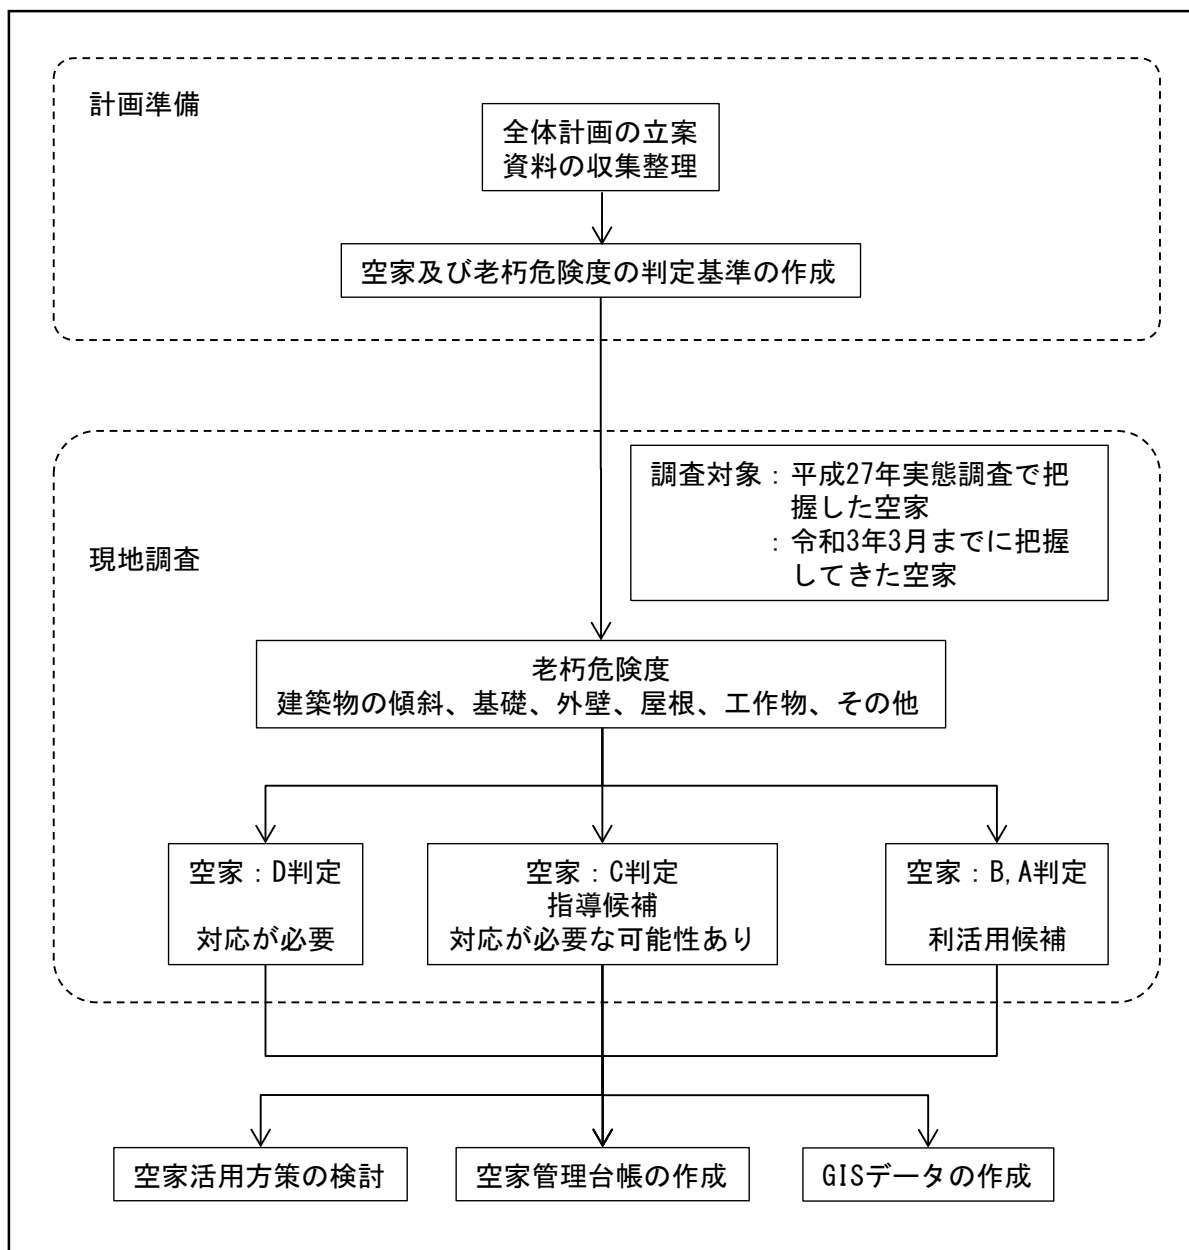 計画準備
全体計画の立案
資料の収集整理
空家及び老朽危険度の判定基準の作成
調査対象：平成27年実態調査で把
握した空家
：令和3年3月までに把握
してきた空家
現地調査
老朽危険度
建築物の傾斜、基礎、外壁、屋根、工作物、その他
空家：D判定
対応が必要
空家：C判定
指導候補
対応が必要な可能性あり
空家：B,A判定
利活用候補
空家活用方策の検討
空家管理台帳の作成
GISデータの作成